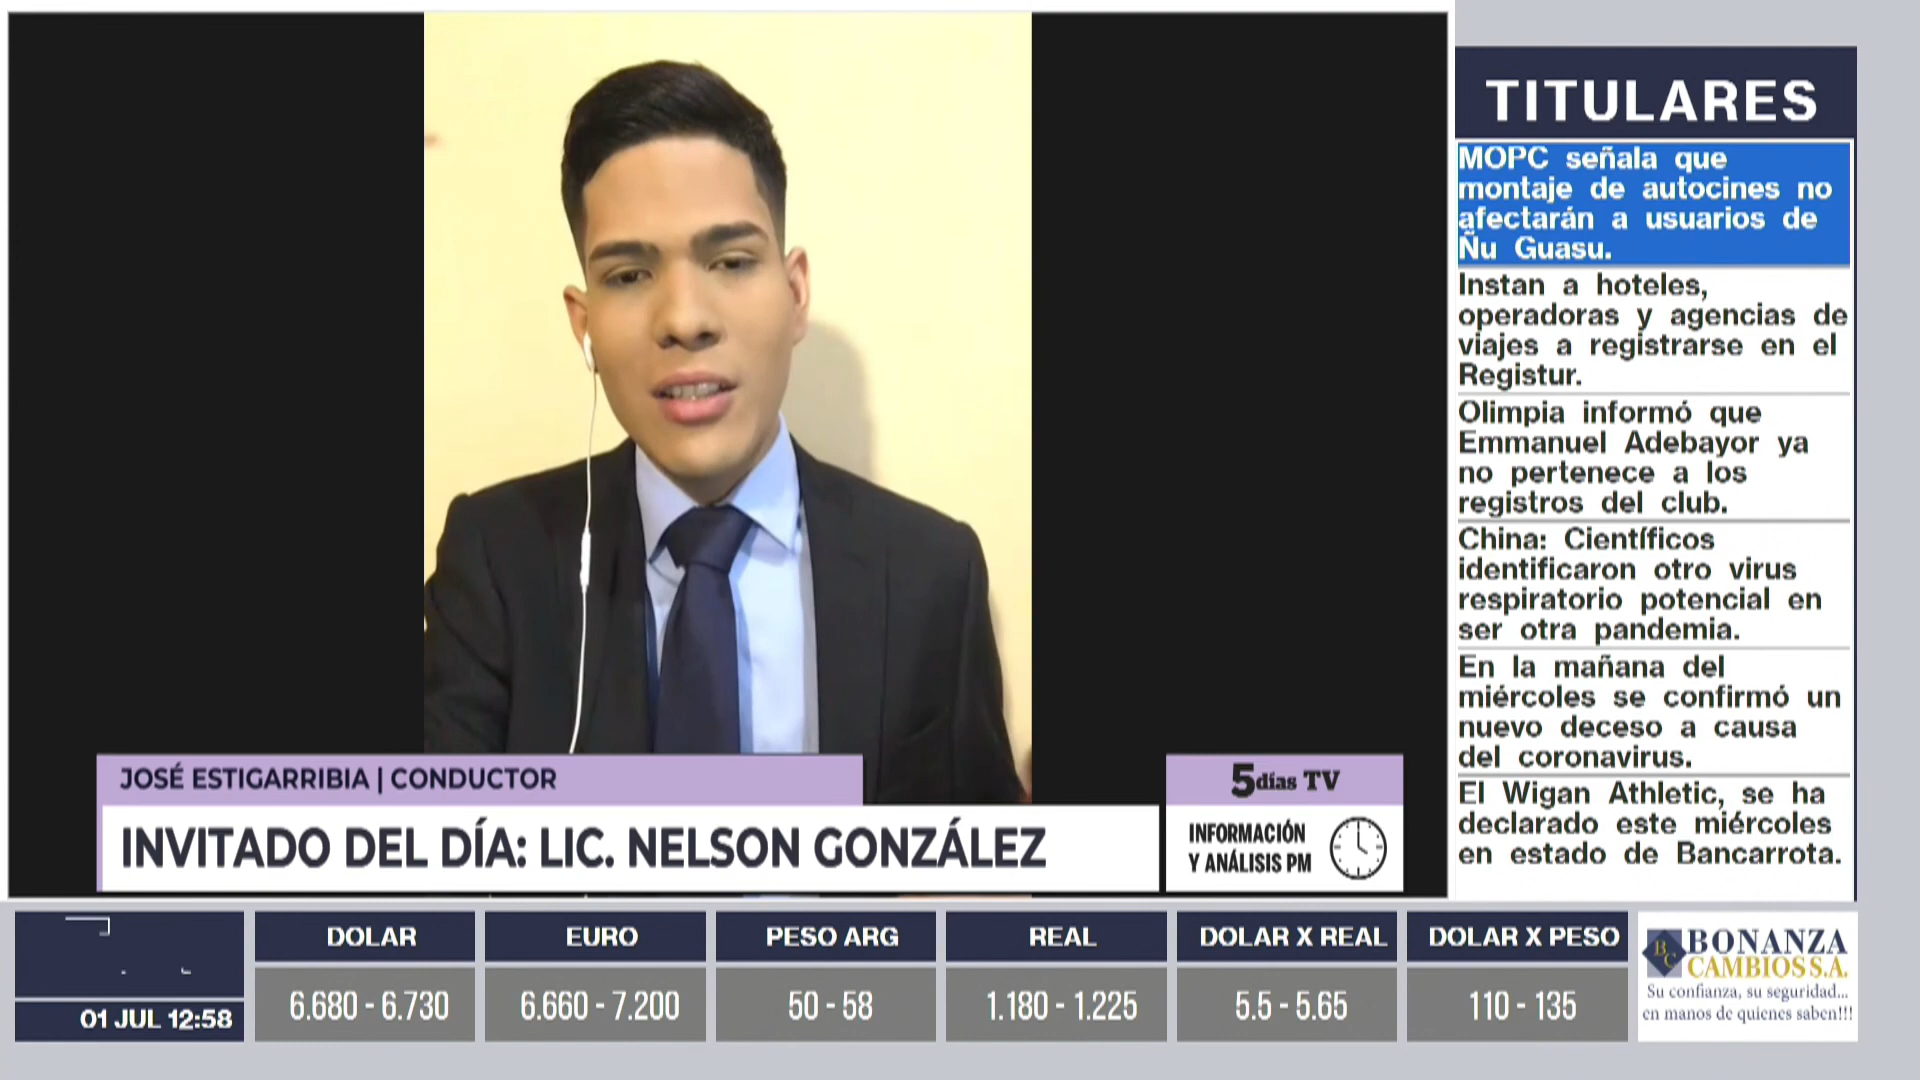 TITULARES
MOPC señala que
montaje de autocines no
afectarán a usuarios de
Ñu Guasu.
Instan a hoteles,
operadoras y agencias de
viajes a registrarse en el
Registur.
Olimpia informó que
Emmanuel Adebayor ya
no pertenece a los
registros del club.
China: Científicos
identificaron otro virus
respiratorio potencial en
ser otra pandemia.
En la mañana del
miércoles se confirmó un
nuevo deceso a causa
del coronavirus.
El Wigan Athletic, se ha
declarado este miércoles
en estado de Bancarrota.
JOSÉ ESTIGARRIBIA | CONDUCTOR
INVITADO DEL DÍA: LIC. NELSON GONZÁLEZ
5días TV
INFORMACIÓN
Y ANÁLISIS PM
01 JUL 12:58
DOLAR
6.680 - 6.730
EURO
6.660 - 7.200
PESO ARG
50 - 58
REAL
1.180 - 1.225
DOLAR X REAL
5.5 - 5.65
DOLAR X PESO
110 - 135
BC
BONANZA
CAMBIOS S.A.
Su confianza, su seguridad...
en manos de quienes saben!!!